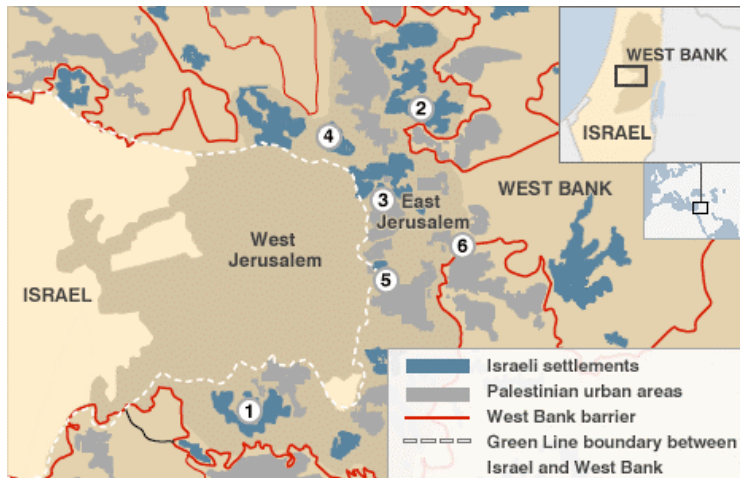 WEST BANK
ISRAEL
2
4
WEST BANK
3
East
Jerusalem
6
West
Jerusalem
5
ISRAEL
1
Israeli settlements
Palestinian urban areas
West Bank barrier
Green Line boundary between
Israel and West Bank